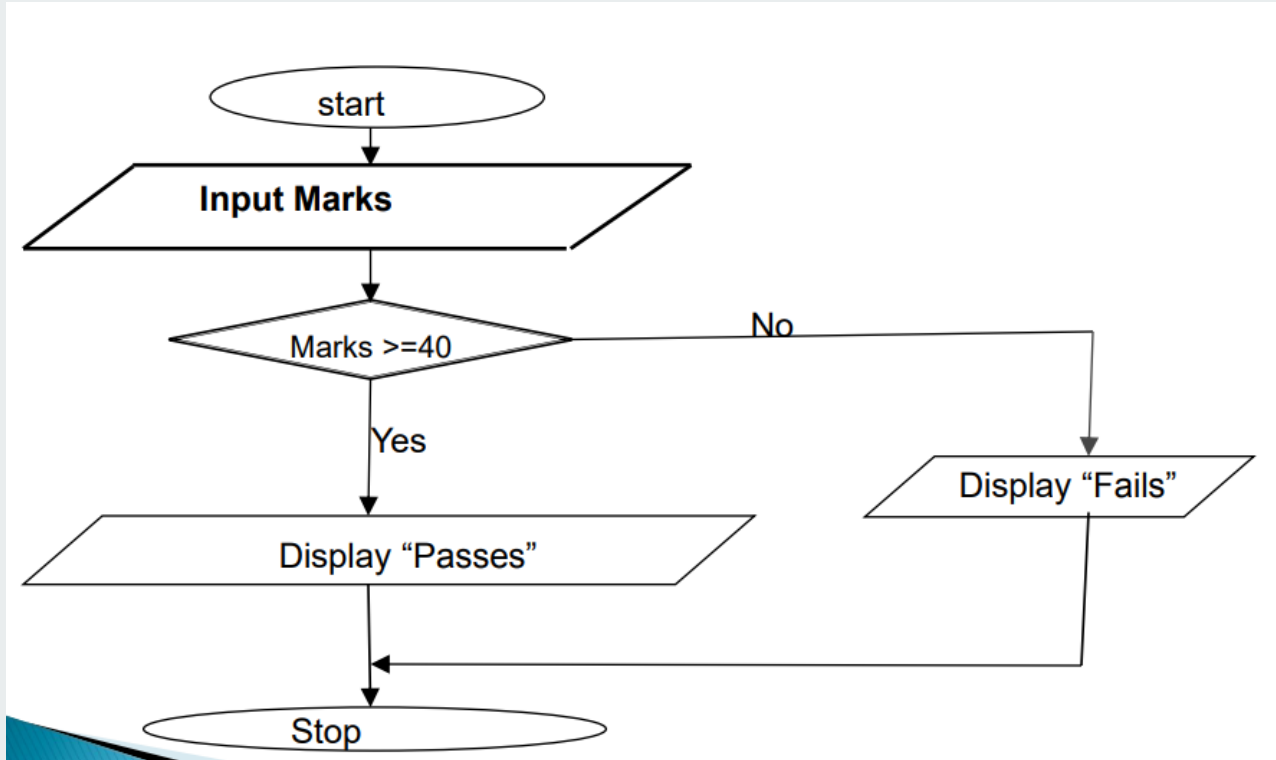 start
Input Marks
Marks >=40
No
Yes
Display “Fails”
Display “Passes”
Stop